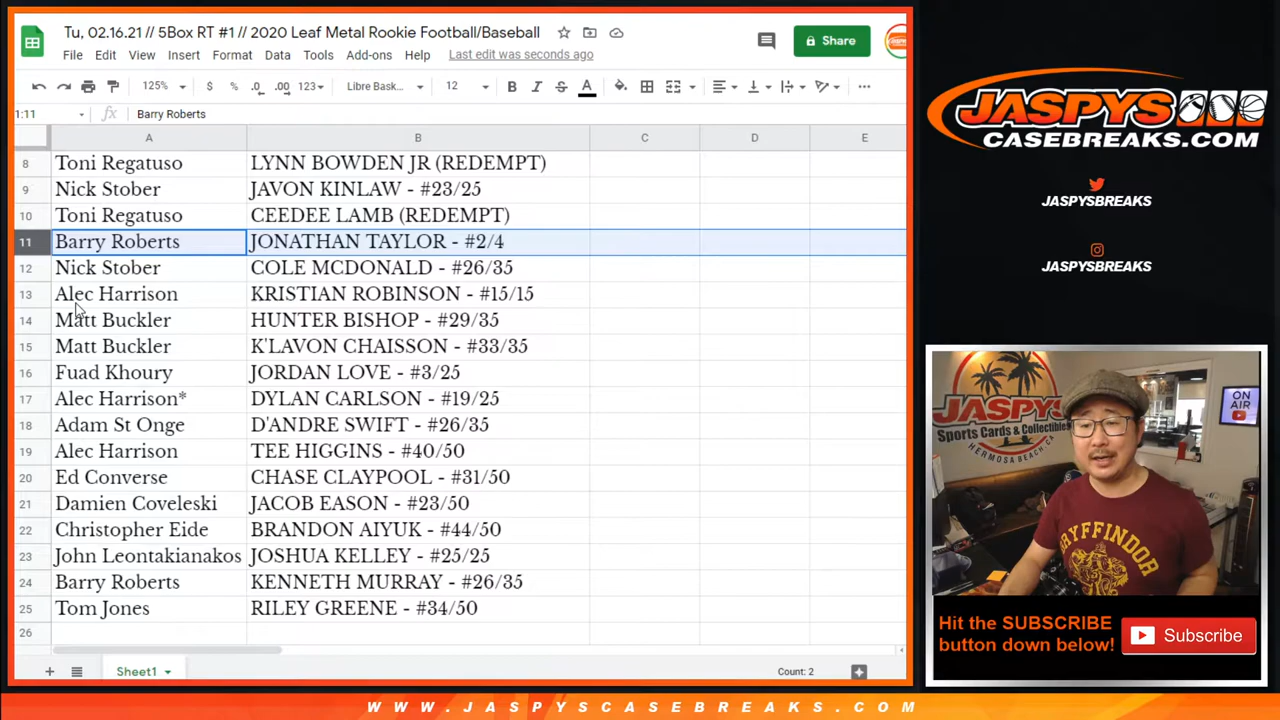 Tu, 02.16.21 // 5Box RT #1 // 2020 Leaf Metal Rookie Football/Baseball
File Edit View Insert Format Data Tools Add-ons Help Last edit was seconds ago
Share
125% $ % .0 .00 123 Libre Bask... 12 B I S A
1:11 fx Barry Roberts
A B C D E
8 Toni Regatuso LYNN BOWDEN JR (REDEMPT)
9 Nick Stober JAVON KINLAW - #23/25
10 Toni Regatuso CEEDEE LAMB (REDEMPT)
11 Barry Roberts JONATHAN TAYLOR - #2/4
12 Nick Stober COLE MCDONALD - #26/35
13 Alec Harrison KRISTIAN ROBINSON - #15/15
14 Matt Buckler HUNTER BISHOP - #29/35
15 Matt Buckler K'LAVON CHAISSON - #33/35
16 Fuad Khoury JORDAN LOVE - #3/25
17 Alec Harrison* DYLAN CARLSON - #19/25
18 Adam St Onge D'ANDRE SWIFT - #26/35
19 Alec Harrison TEE HIGGINS - #40/50
20 Ed Converse CHASE CLAYPOOL - #31/50
21 Damien Coveleski JACOB EASON - #23/50
22 Christopher Eide BRANDON AIYUK - #44/50
23 John Leontakianakos JOSHUA KELLEY - #25/25
24 Barry Roberts KENNETH MURRAY - #26/35
25 Tom Jones RILEY GREENE - #34/50
26
Sheet1 Count: 2
JASPYS
CASEBREAKS.COM
JASPYSBREAKS
JASPYSBREAKS
JASPYS
Sports Cards & Collectibles
HERMOSA BEACH CA
ON
AIR
GRYFFINDOR
Hit the SUBSCRIBE
button down below!
Subscribe
WWW.JASPYSCASEBREAKS.COM